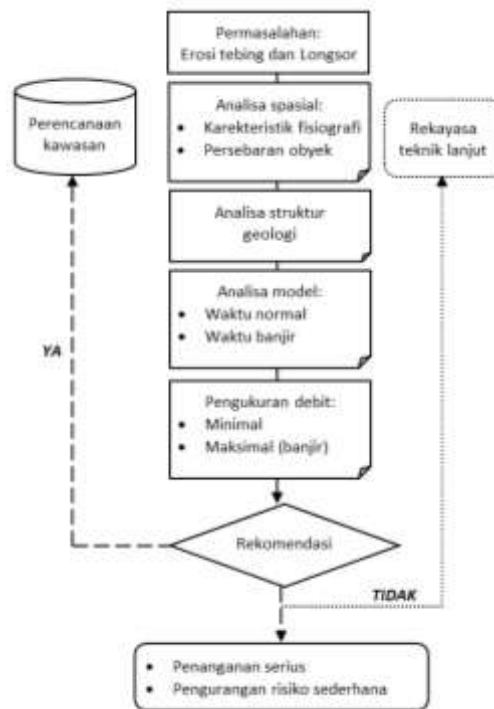 Permasalahan:
Erosi tebing dan Longsor
Analisa spasial:
• Karekteristik fisiografi
• Persebaran obyek
Perencanaan
kawasan
Rekayasa
teknik lanjut
Analisa struktur
geologi
Analisa model:
• Waktu normal
• Waktu banjir
YA
Pengukuran debit:
• Minimal
• Maksimal (banjir)
Rekomendasi
TIDAK
• Penanganan serius
• Pengurangan risiko sederhana